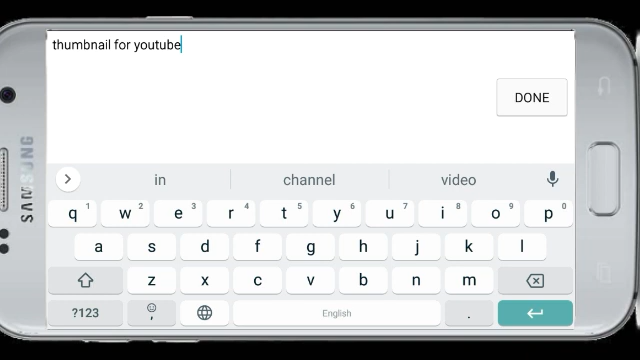 thumbnail for youtube
DONE
SAMSUNG
in channel video
q 1 w 2 e 3 r 4 t 5 y 6 u 7 i 8 o 9 p 0
a s d f g h j k l
z x c v b n m
?123 , English .